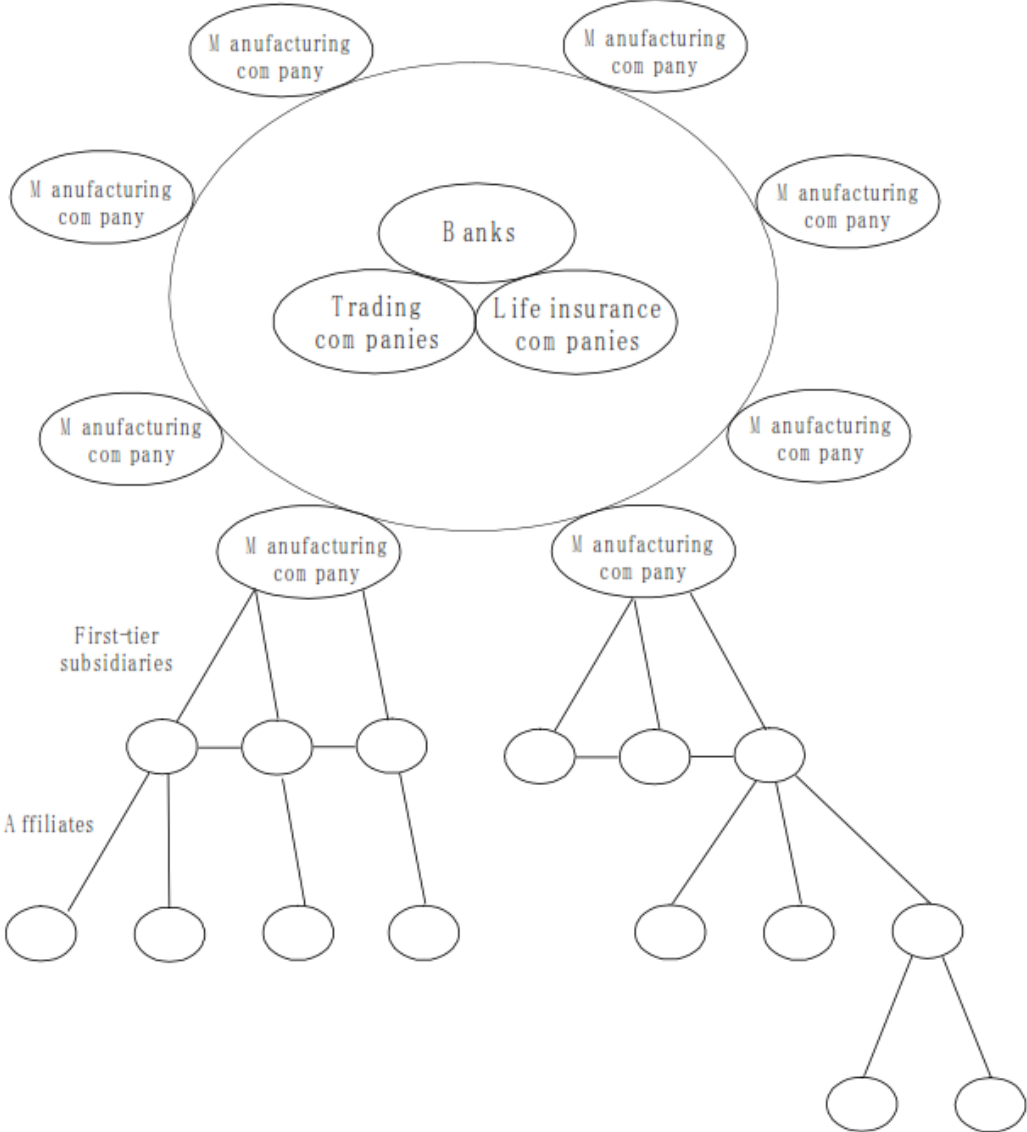 Manufacturing
company
Manufacturing
company
Manufacturing
company
Manufacturing
company
Banks
Trading
companies
Life insurance
companies
Manufacturing
company
Manufacturing
company
Manufacturing
company
Manufacturing
company
First-tier
subsidiaries
Affiliates